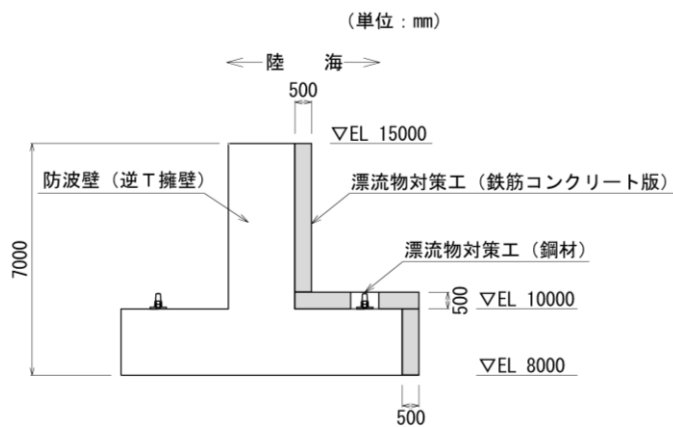 (単位:mm)
陸 海
500
▽EL 15000
防波壁(逆T擁壁)
漂流物対策工(鉄筋コンクリート版)
漂流物対策工(鋼材)
7000
500
▽EL 10000
▽EL 8000
500